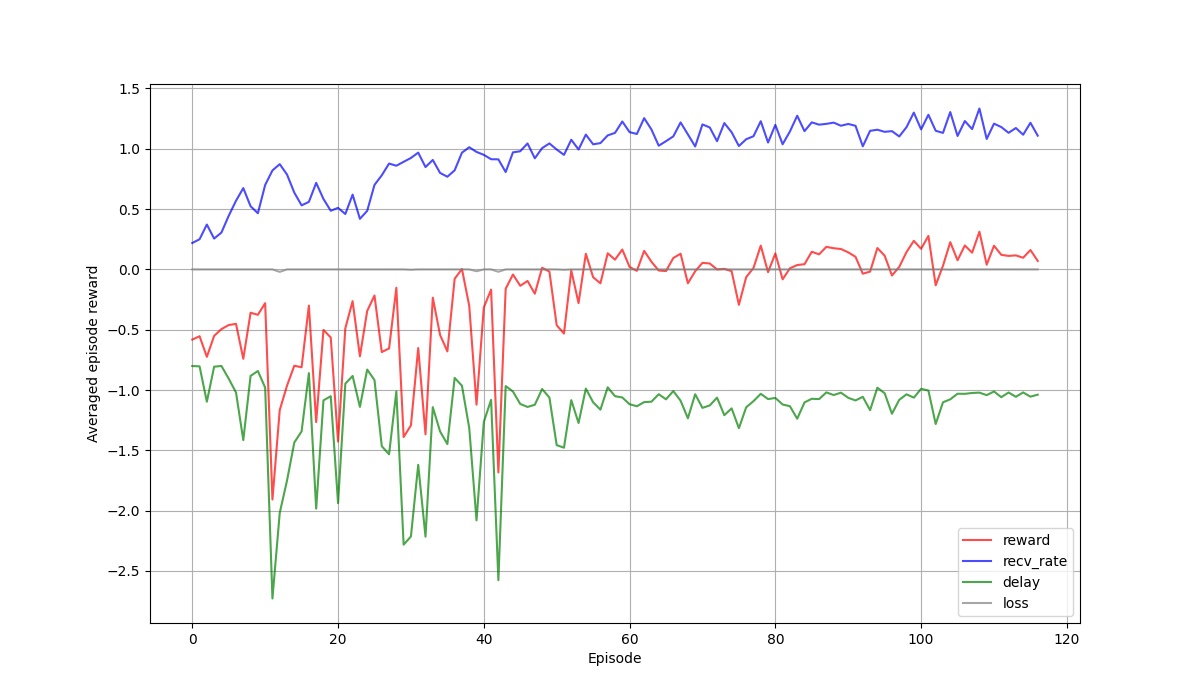 1.5
1.0
0.5
0.0
−0.5
−1.0
−1.5
−2.0
−2.5
Averaged episode reward
0 20 40 60 80 100 120
Episode
reward
recv_rate
delay
loss